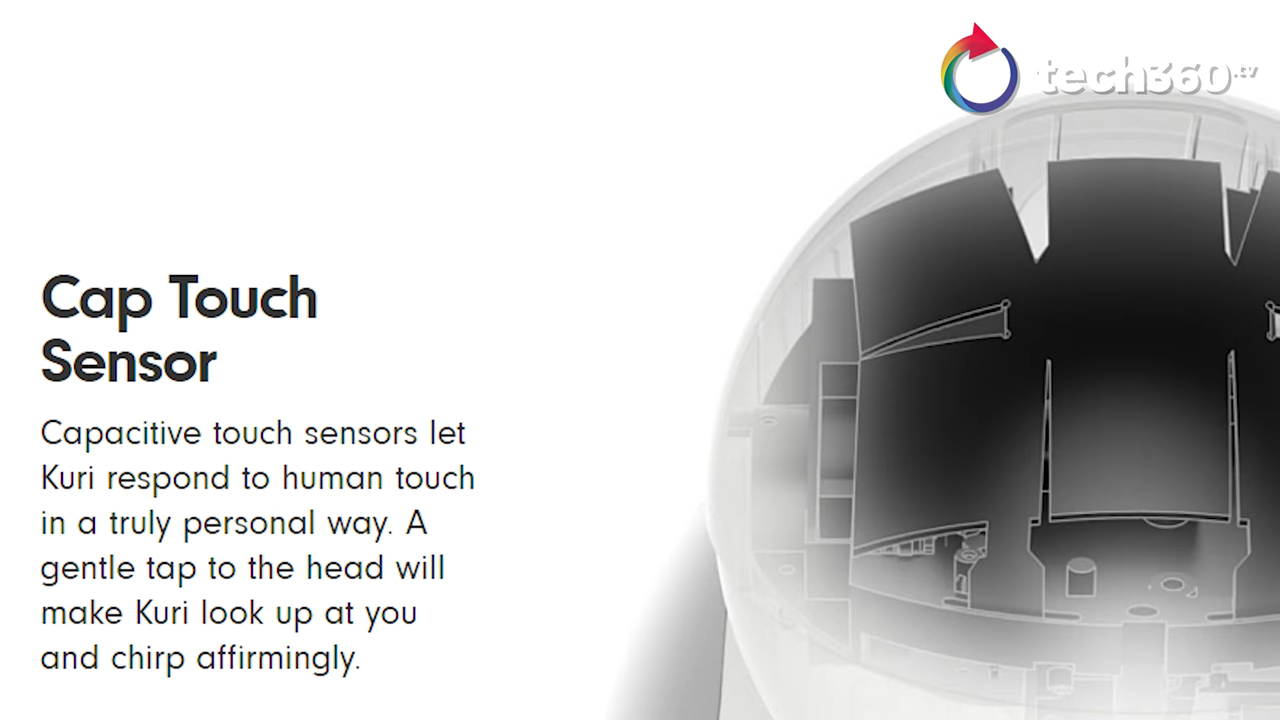 tech360.tv
Cap Touch
Sensor
Capacitive touch sensors let
Kuri respond to human touch
in a truly personal way. A
gentle tap to the head will
make Kuri look up at you
and chirp affirmingly.